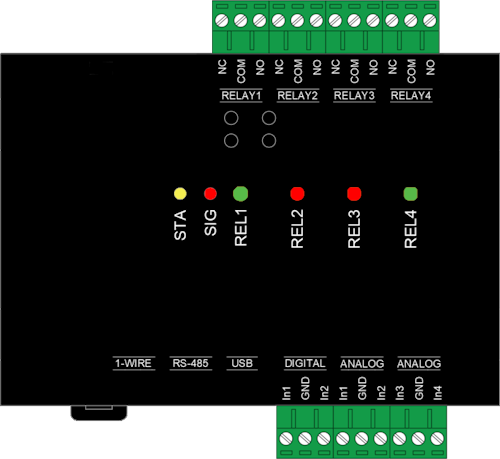 NC COM NO NC COM NO NC COM NO NC COM NO
RELAY1 RELAY2 RELAY3 RELAY4
STA SIG REL1 REL2 REL3 REL4
1-WIRE RS-485 USB DIGITAL ANALOG ANALOG
In1 GND In2 In1 GND In2 In3 GND In4